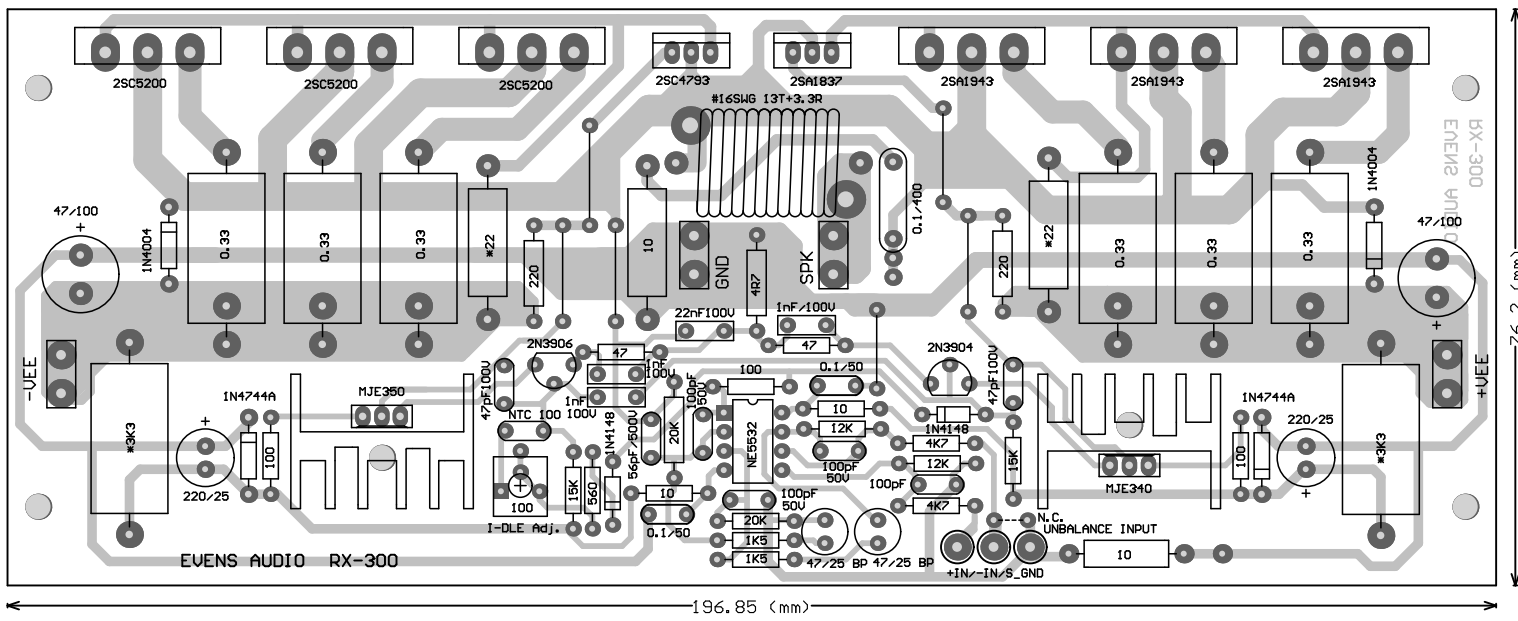 2SC5200
2SC5200
2SC5200
2SC4793
2SA1837
2SA1943
2SA1943
2SA1943
#16SWG 13T+3.3R
RX-300
EVENS AUDIO
47/100
+
1N4004
0.33
0.33
0.33
*22
220
10
GND
4R7
SPK
0.1/400
220
*22
0.33
0.33
0.33
1N4004
47/100
+
76.2 (mm)
22nF100V
1nF/100V
-VEE
2N3906
47
47
2N3904
+VEE
1N4744A
MJE350
47pF100V
1nF
100V
1nF
100V
100pF
50V
100
0.1/50
47pF100V
1N4744A
*3K3
+
220/25
100
NTC 100
56pF/500V
20K
NE5532
10
12K
1N4148
4K7
12K
15K
100
220/25
+
*3K3
100
15K
560
1N4148
10
100pF
50V
100pF
50V
100pF
4K7
MJE340
I-DLE Adj.
0.1/50
20K
1K5
1K5
47/25 BP
47/25 BP
N.C.
UNBALANCE INPUT
+IN/-IN/S_GND
10
EVENS AUDIO RX-300
196.85 (mm)